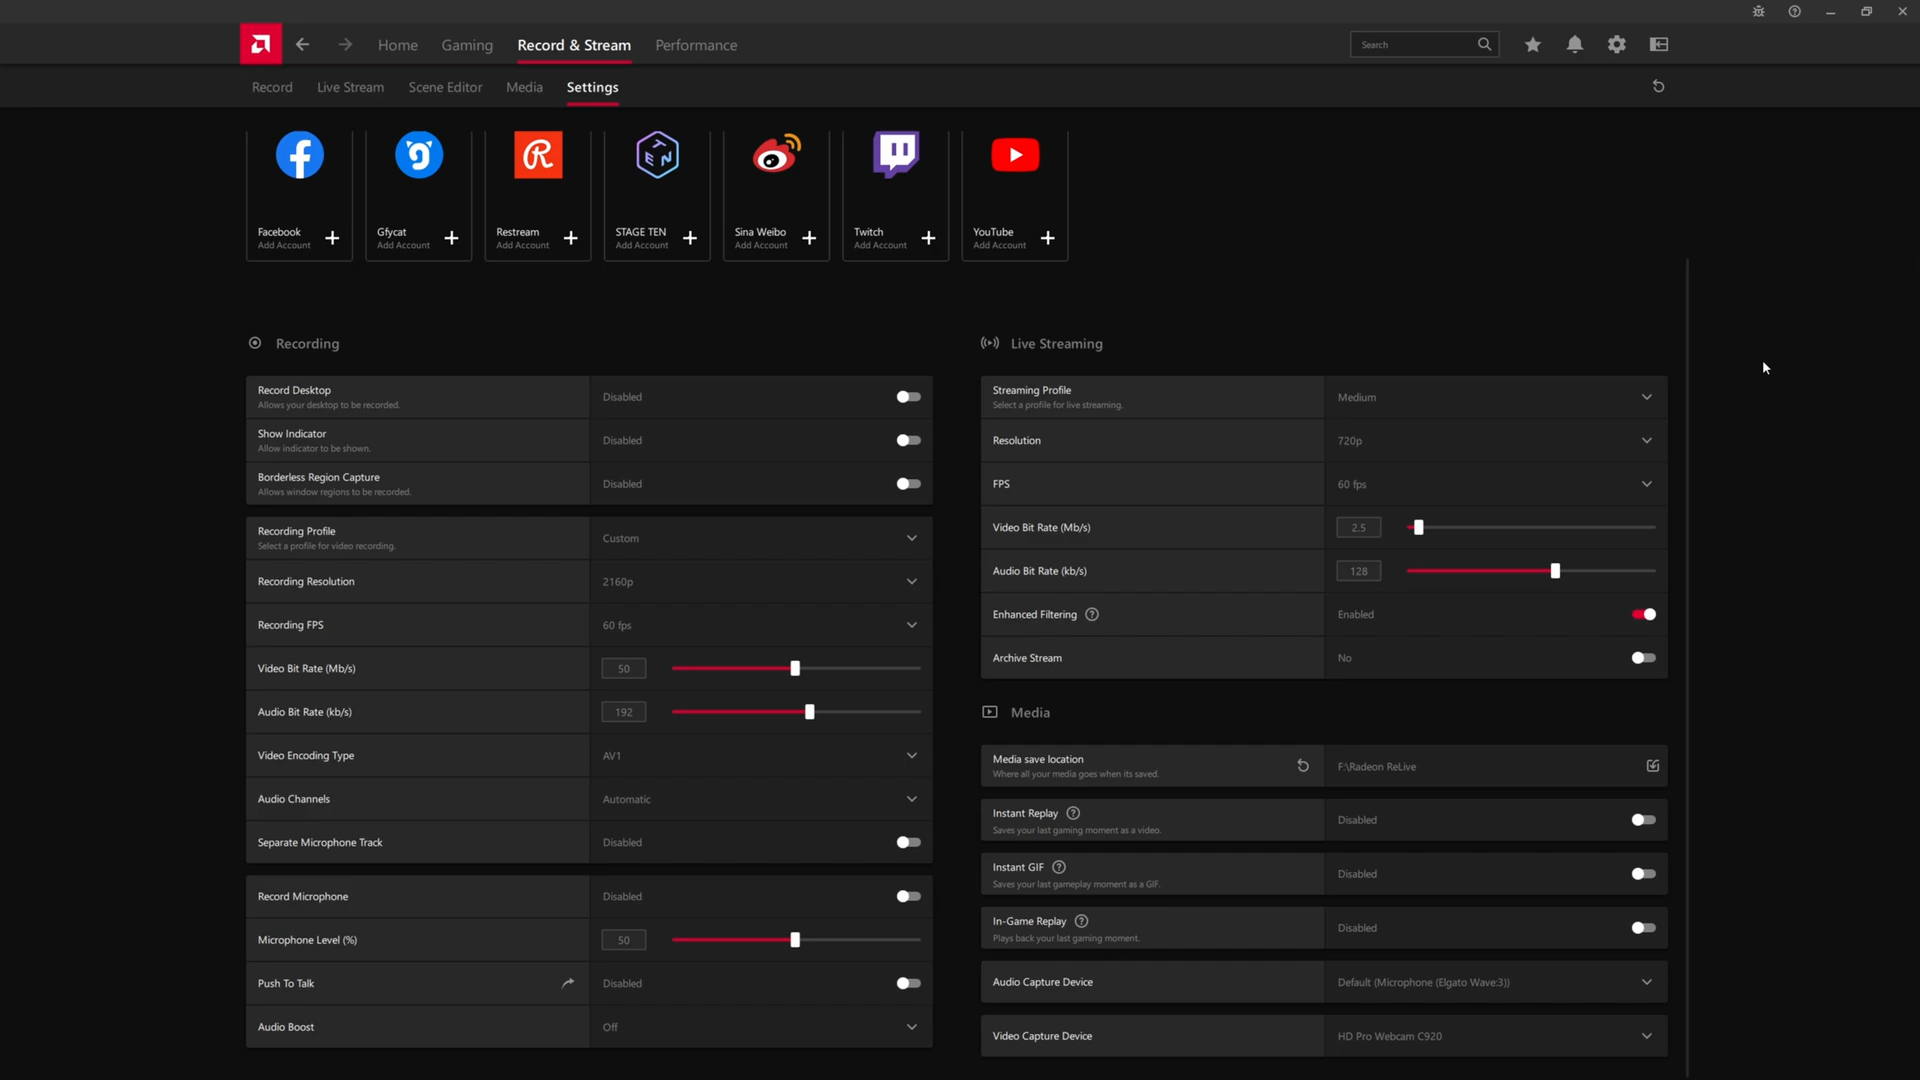 Home Gaming Record & Stream Performance Search
Record Live Stream Scene Editor Media Settings
Facebook
Add Account
Gfycat
Add Account
Restream
Add Account
STAGE TEN
Add Account
Sina Weibo
Add Account
Twitch
Add Account
YouTube
Add Account
Recording
Record Desktop
Allows your desktop to be recorded.
Disabled
Show Indicator
Allow indicator to be shown.
Disabled
Borderless Region Capture
Allows window regions to be recorded.
Disabled
Recording Profile
Select a profile for video recording.
Custom
Recording Resolution 2160p
Recording FPS 60 fps
Video Bit Rate (Mb/s) 50
Audio Bit Rate (kb/s) 192
Video Encoding Type AV1
Audio Channels Automatic
Separate Microphone Track Disabled
Record Microphone Disabled
Microphone Level (%) 50
Push To Talk Disabled
Audio Boost Off
Live Streaming
Streaming Profile
Select a profile for live streaming.
Medium
Resolution 720p
FPS 60 fps
Video Bit Rate (Mb/s) 2.5
Audio Bit Rate (kb/s) 128
Enhanced Filtering ? Enabled
Archive Stream No
Media
Media save location
Where all your media goes when its saved.
F:\Radeon ReLive
Instant Replay ?
Saves your last gaming moment as a video.
Disabled
Instant GIF ?
Saves your last gameplay moment as a GIF.
Disabled
In-Game Replay ?
Plays back your last gaming moment.
Disabled
Audio Capture Device Default (Microphone (Elgato Wave:3))
Video Capture Device HD Pro Webcam C920